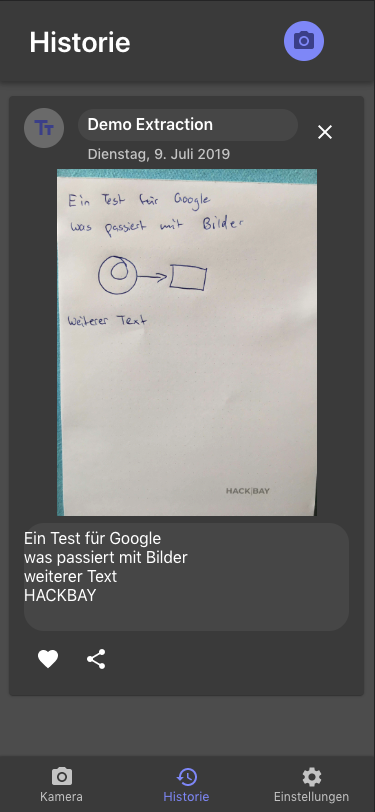 Historie
Tт
Demo Extraction
Dienstag, 9. Juli 2019
Ein Test für Google
was passiert mit Bilder
Weiterer Text
HACK/BAY
Ein Test für Google
was passiert mit Bilder
weiterer Text
HACKBAY
Kamera
Historie
Einstellungen